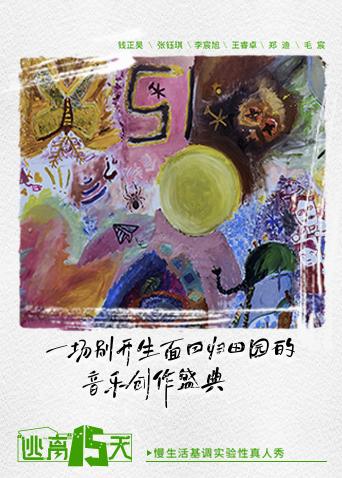 钱正昊 \ 张钰琪 \ 李宸旭 \ 王睿卓 \ 郑迪 \ 毛宸
51
一场别开生面回归田园的
音乐创作盛典
逃离15天
慢生活基调实验性真人秀